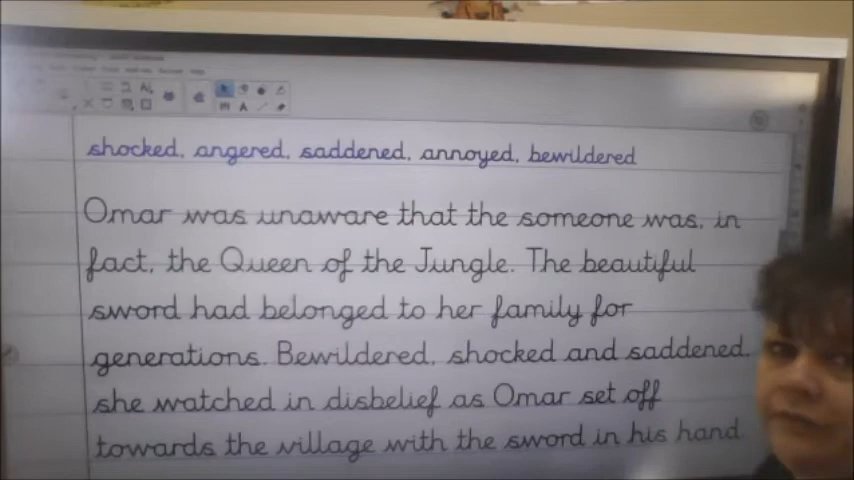 shocked, angered, saddened, annoyed, bewildered
Omar was unaware that the someone was, in
fact, the Queen of the Jungle. The beautiful
sword had belonged to her family for
generations. Bewildered, shocked and saddened,
she watched in disbelief as Omar set off
towards the village with the sword in his hand.